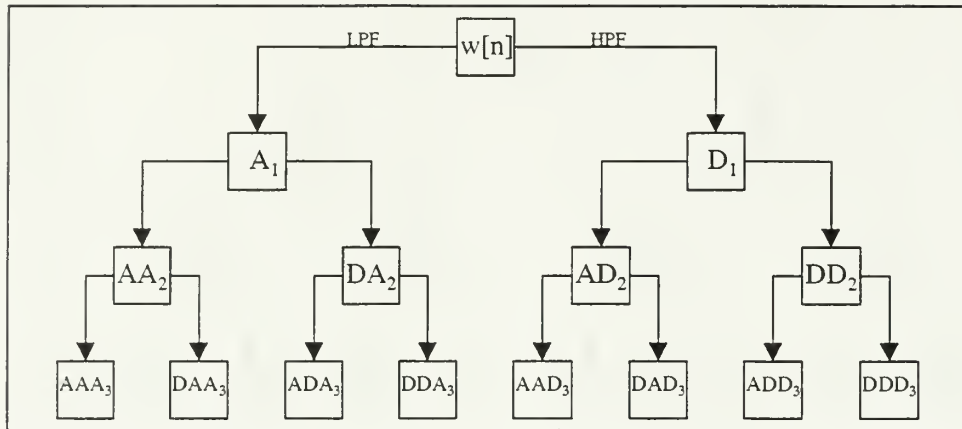 LPF w[n] HPF
A₁ D₁
AA₂ DA₂ AD₂ DD₂
AAA₃ DAA₃ ADA₃ DDA₃ AAD₃ DAD₃ ADD₃ DDD₃